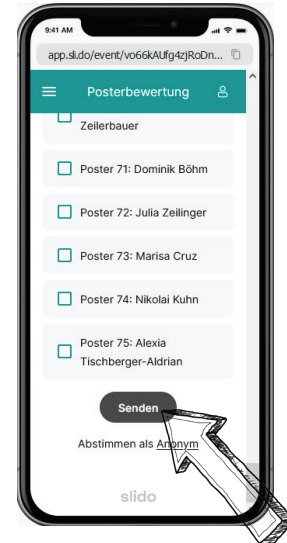 9:41 AM
app.sli.do/event/vo66kAUfg4zjRoDn...
Posterbewertung
Zeilerbauer
Poster 71: Dominik Böhm
Poster 72: Julia Zeilinger
Poster 73: Marisa Cruz
Poster 74: Nikolai Kuhn
Poster 75: Alexia
Tischberger-Aldrian
Senden
Abstimmen als Anonym
slido